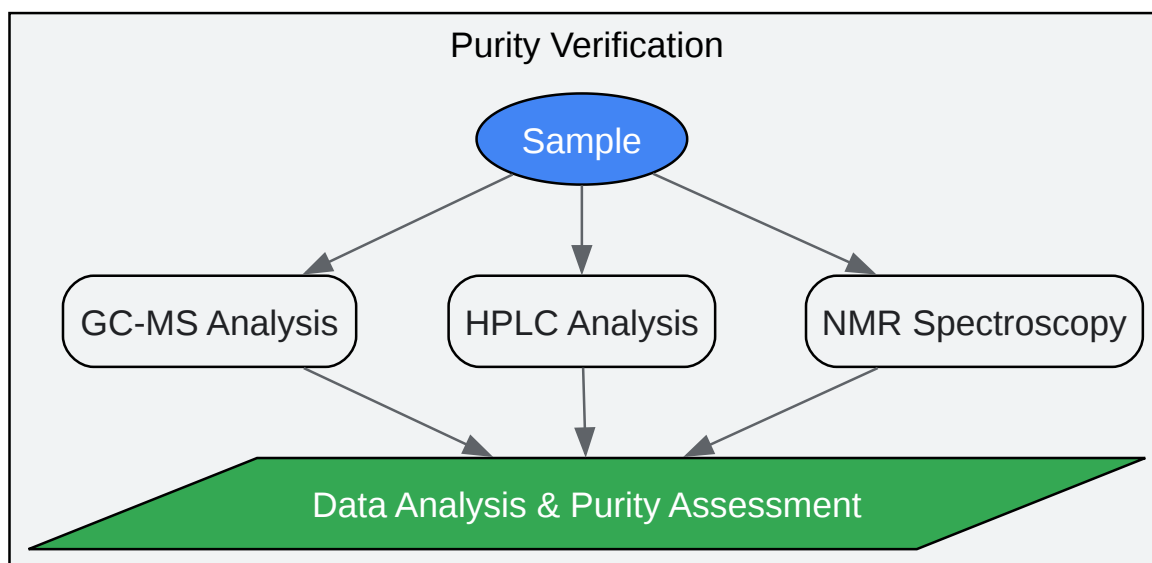 Purity Verification
Sample
GC-MS Analysis
HPLC Analysis
NMR Spectroscopy
Data Analysis & Purity Assessment